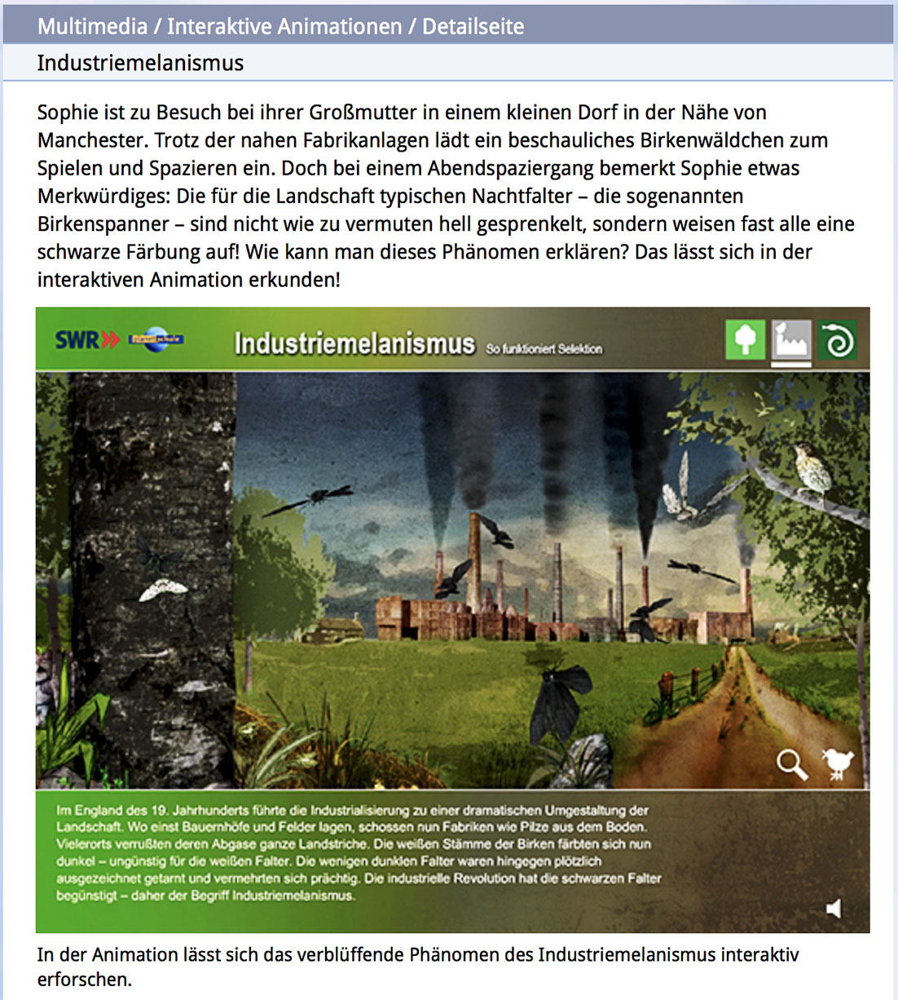 Multimedia / Interaktive Animationen / Detailseite
Industriemelanismus
Sophie ist zu Besuch bei ihrer Großmutter in einem kleinen Dorf in der Nähe von
Manchester. Trotz der nahen Fabrikanlagen lädt ein beschauliches Birkenwäldchen zum
Spielen und Spazieren ein. Doch bei einem Abendspaziergang bemerkt Sophie etwas
Merkwürdiges: Die für die Landschaft typischen Nachtfalter – die sogenannten
Birkenspanner – sind nicht wie zu vermuten hell gesprenkelt, sondern weisen fast alle eine
schwarze Färbung auf! Wie kann man dieses Phänomen erklären? Das lässt sich in der
interaktiven Animation erkunden!
SWR
Industriemelanismus So funktioniert Selektion
Im England des 19. Jahrhunderts führte die Industrialisierung zu einer dramatischen Umgestaltung der
Landschaft. Wo einst Bauernhöfe und Felder lagen, schossen nun Fabriken wie Pilze aus dem Boden.
Vielerorts verrußten deren Abgase ganze Landstriche. Die weißen Stämme der Birken färbten sich nun
dunkel – ungünstig für die weißen Falter. Die wenigen dunklen Falter waren hingegen plötzlich
ausgezeichnet getarnt und vermehrten sich prächtig. Die industrielle Revolution hat die schwarzen Falter
begünstigt – daher der Begriff Industriemelanismus.
In der Animation lässt sich das verblüffende Phänomen des Industriemelanismus interaktiv
erforschen.